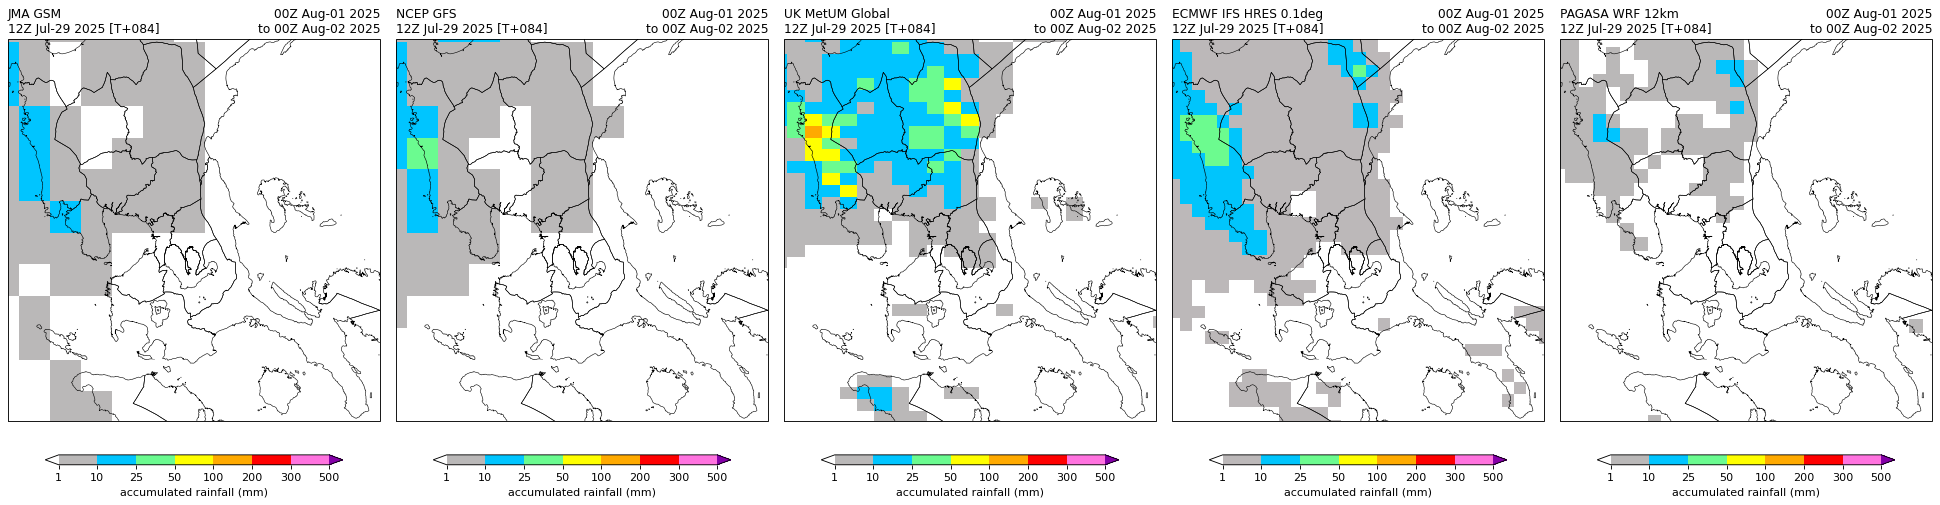 JMA GSM 00Z Aug-01 2025
12Z Jul-29 2025 [T+084] to 00Z Aug-02 2025
NCEP GFS 00Z Aug-01 2025
12Z Jul-29 2025 [T+084] to 00Z Aug-02 2025
UK MetUM Global 00Z Aug-01 2025
12Z Jul-29 2025 [T+084] to 00Z Aug-02 2025
ECMWF IFS HRES 0.1deg 00Z Aug-01 2025
12Z Jul-29 2025 [T+084] to 00Z Aug-02 2025
PAGASA WRF 12km 00Z Aug-01 2025
12Z Jul-29 2025 [T+084] to 00Z Aug-02 2025
1 10 25 50 100 200 300 500
accumulated rainfall (mm)
1 10 25 50 100 200 300 500
accumulated rainfall (mm)
1 10 25 50 100 200 300 500
accumulated rainfall (mm)
1 10 25 50 100 200 300 500
accumulated rainfall (mm)
1 10 25 50 100 200 300 500
accumulated rainfall (mm)